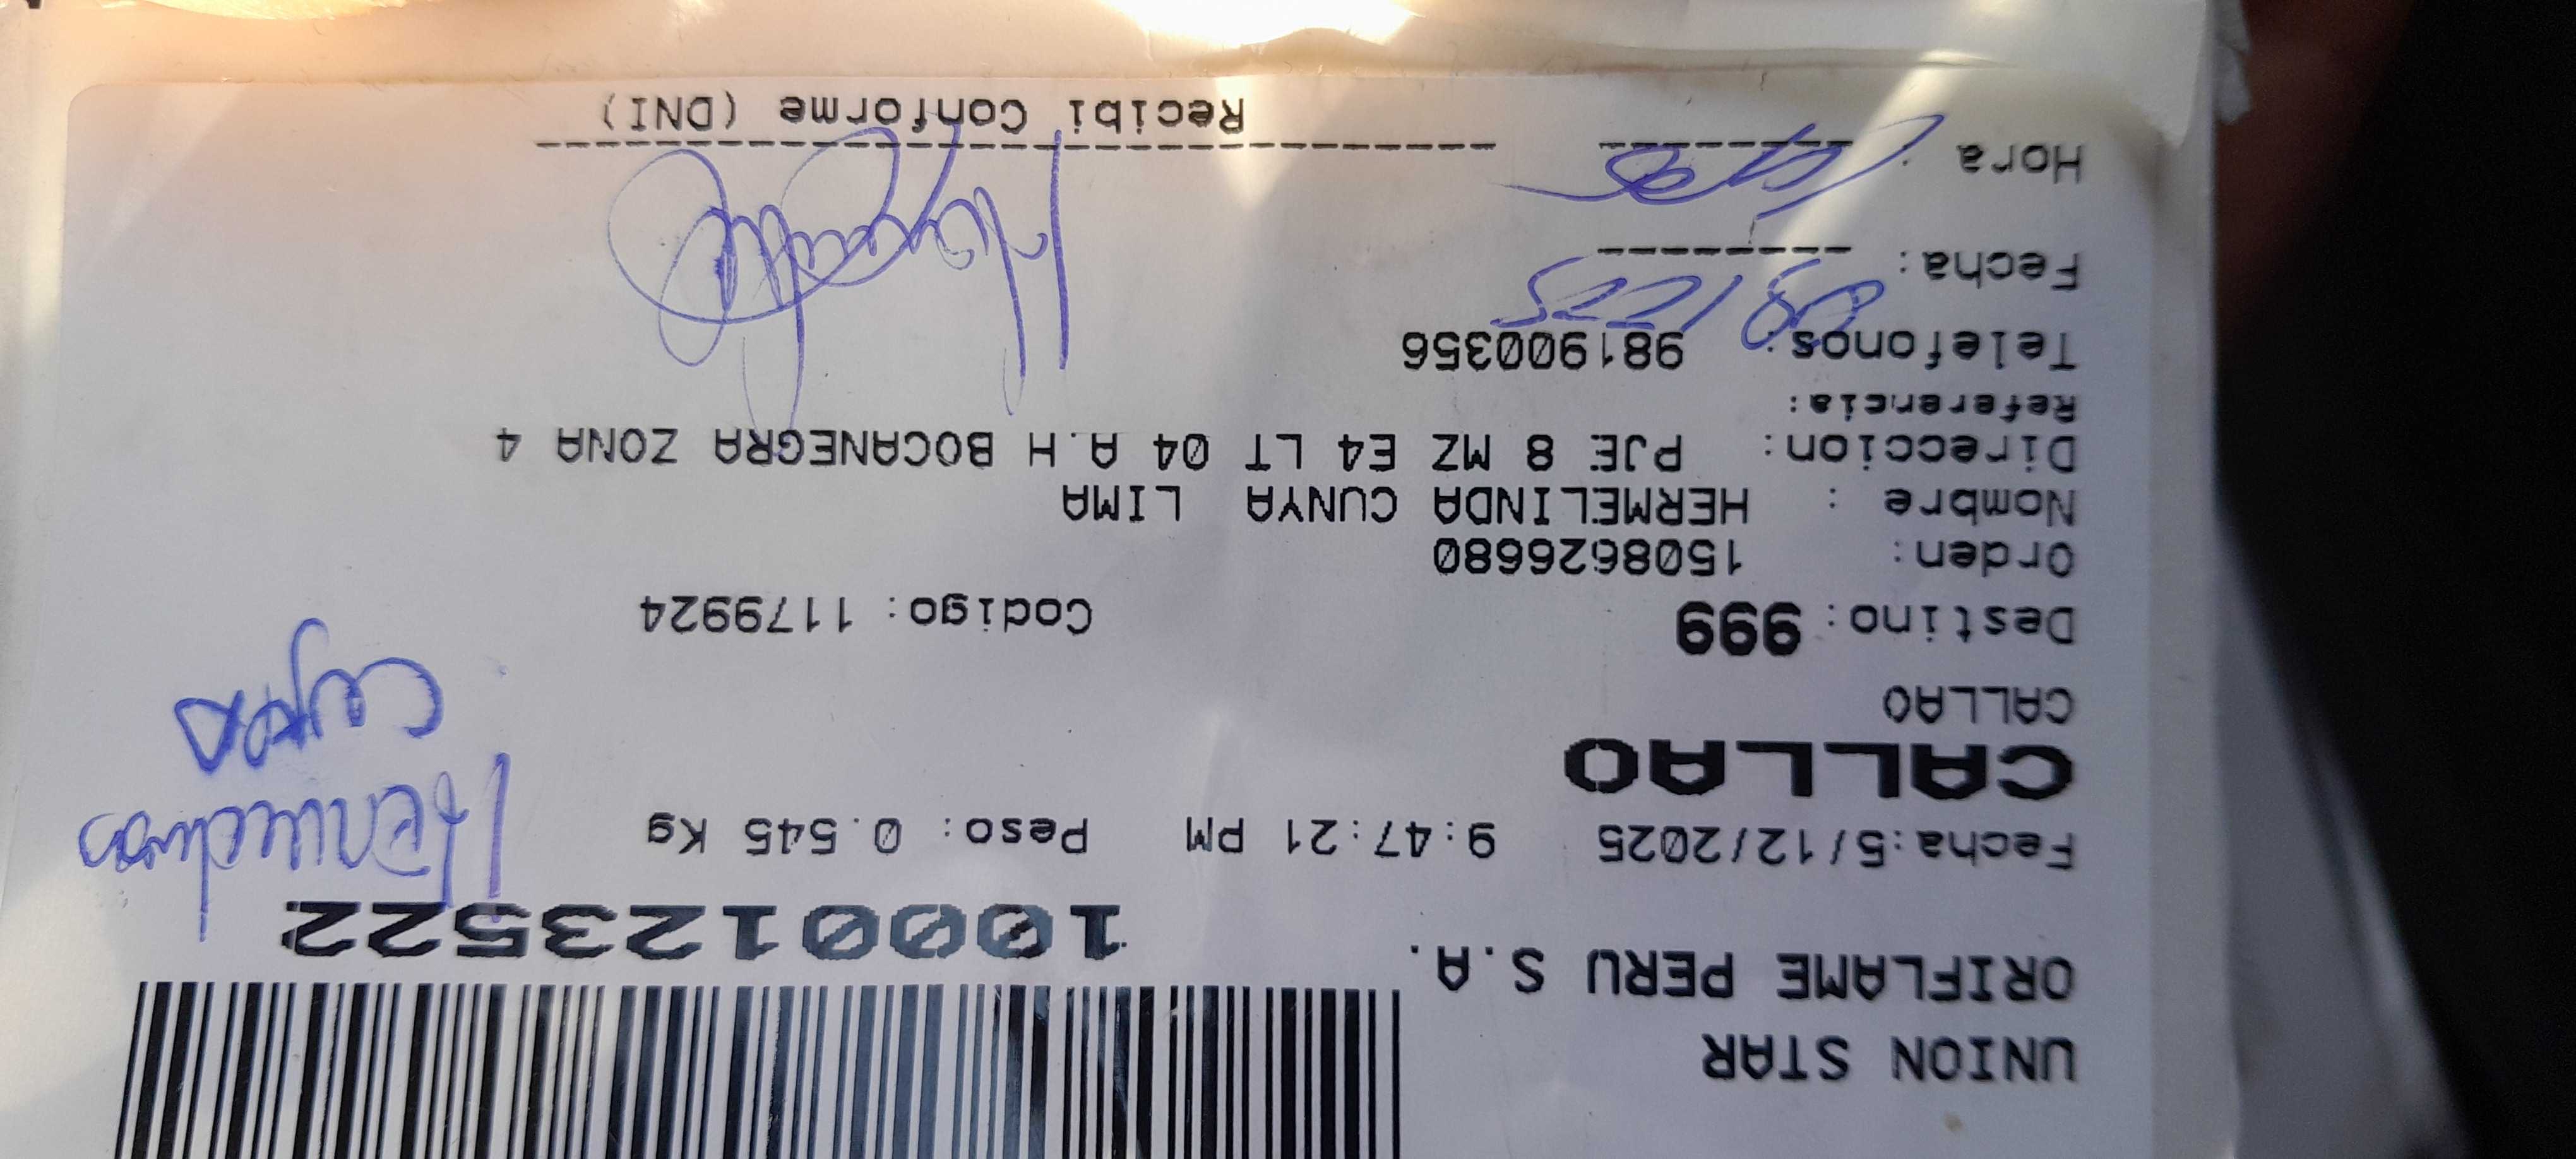 UNION STAR
ORIFLAME PERU S.A.
10001233522
Fecha:5/12/2025 9:47:21 PM Peso: 0.545 Kg
CALLAO
CALLAO
Destino: 999 Codigo: 1179924
Orden: 1508626680
Nombre : HERMELINDA CUNYA LIMA
Direccion: PJE 8 MZ E4 LT 04 A.H BOCANEGRA ZONA 4
Referencia:
Telefonos: 981900356
Fecha:
Hora :
Recibi Conforme (DNI)